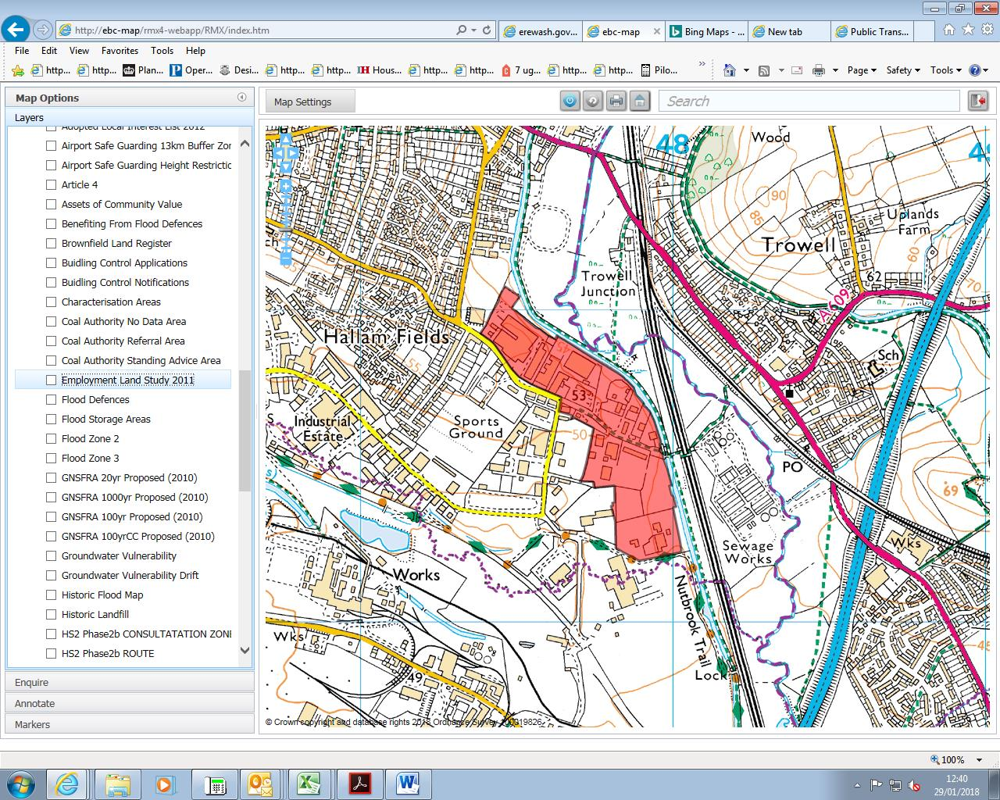 http://ebc-map/rmx4-webapp/RMX/index.htm
erewash.gov...
ebc-map
Bing Maps - ...
New tab
Public Trans...
File Edit View Favorites Tools Help
http... http... Plan... Oper... Desi... http... http... Hous... http... http... 7 ug... http... http... Pilo...
Page Safety Tools
Map Options
Layers
Adopted Local Interest List 2012
Airport Safe Guarding 13km Buffer Zor
Airport Safe Guarding Height Restrictic
Article 4
Assets of Community Value
Benefiting From Flood Defences
Brownfield Land Register
Buidling Control Applications
Buidling Control Notifications
Characterisation Areas
Coal Authority No Data Area
Coal Authority Referral Area
Coal Authority Standing Advice Area
Employment Land Study 2011
Flood Defences
Flood Storage Areas
Flood Zone 2
Flood Zone 3
GNSFRA 20yr Proposed (2010)
GNSFRA 1000yr Proposed (2010)
GNSFRA 100yr Proposed (2010)
GNSFRA 100yrCC Proposed (2010)
Groundwater Vulnerability
Groundwater Vulnerability Drift
Historic Flood Map
Historic Landfill
HS2 Phase2b CONSULTATATION ZONE
HS2 Phase2b ROUTE
Enquire
Annotate
Markers
Map Settings
Search
48
Wood
90
85
Uplands
Farm
Trowell
60
62
70
A 609
Trowell
Junction
Hallam Fields
55
45
53
50
Sch
Industrial
Estate
Sports
Ground
PO
69
Sewage
Works
Wks
Works
Nutbrook Trail
Wks
49
Lock
45
© Crown copyright and database rights 2018 Ordnance Survey 100019826
100%
12:40
29/01/2018